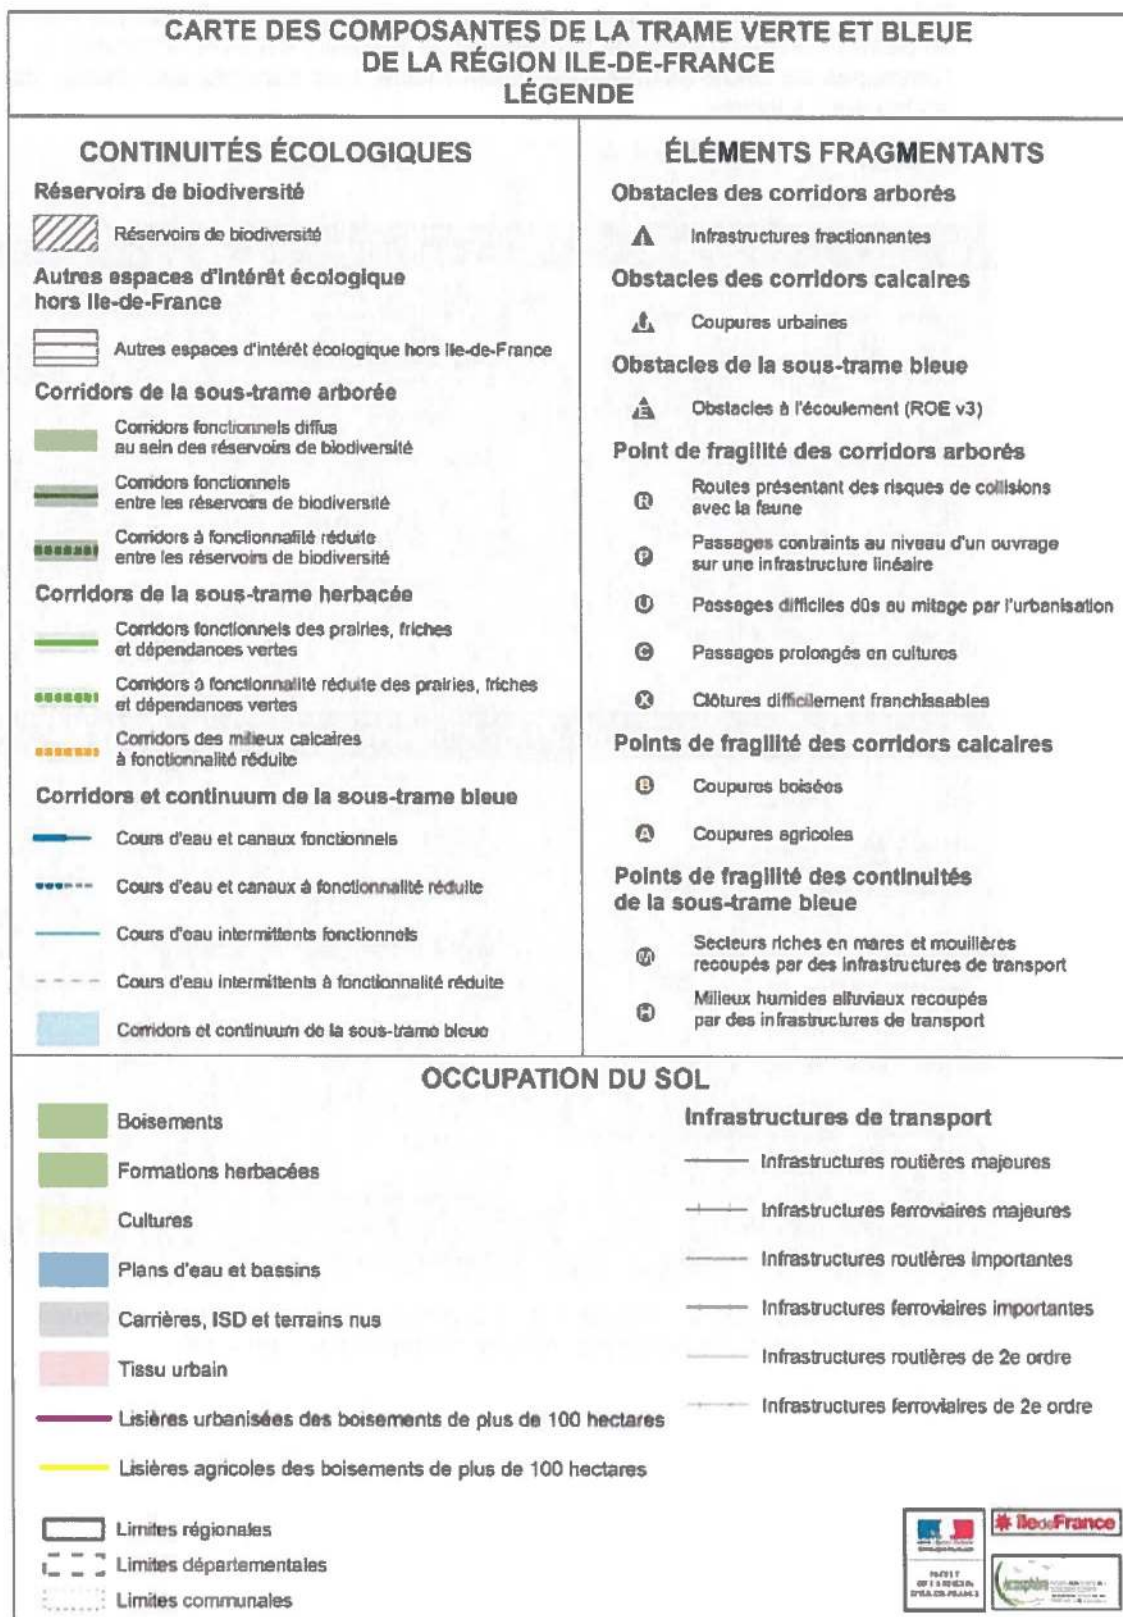 CARTE DES COMPOSANTES DE LA TRAME VERTE ET BLEUE
DE LA RÉGION ILE-DE-FRANCE
LÉGENDE
CONTINUITÉS ÉCOLOGIQUES
Réservoirs de biodiversité
Réservoirs de biodiversité
Autres espaces d'intérêt écologique
hors Ile-de-France
Autres espaces d'intérêt écologique hors Ile-de-France
Corridors de la sous-trame arborée
Corridors fonctionnels diffus
au sein des réservoirs de biodiversité
Corridors fonctionnels
entre les réservoirs de biodiversité
Corridors à fonctionnalité réduite
entre les réservoirs de biodiversité
Corridors de la sous-trame herbacée
Corridors fonctionnels des prairies, friches
et dépendances vertes
Corridors à fonctionnalité réduite des prairies, friches
et dépendances vertes
Corridors des milieux calcaires
à fonctionnalité réduite
Corridors et continuum de la sous-trame bleue
Cours d'eau et canaux fonctionnels
Cours d'eau et canaux à fonctionnalité réduite
Cours d'eau intermittents fonctionnels
Cours d'eau intermittents à fonctionnalité réduite
Corridors et continuum de la sous-trame bleue
ÉLÉMENTS FRAGMENTANTS
Obstacles des corridors arborés
Infrastructures fractionnantes
Obstacles des corridors calcaires
Coupures urbaines
Obstacles de la sous-trame bleue
E Obstacles à l'écoulement (ROE v3)
Point de fragilité des corridors arborés
R Routes présentant des risques de collisions
avec la faune
P Passages contraints au niveau d'un ouvrage
sur une infrastructure linéaire
U Passages difficiles dûs au mitage par l'urbanisation
C Passages prolongés en cultures
X Clôtures difficilement franchissables
Points de fragilité des corridors calcaires
B Coupures boisées
A Coupures agricoles
Points de fragilité des continuités
de la sous-trame bleue
M Secteurs riches en mares et mouillères
recoupés par des infrastructures de transport
H Milieux humides alluviaux recoupés
par des infrastructures de transport
OCCUPATION DU SOL
Boisements
Formations herbacées
Cultures
Plans d'eau et bassins
Carrières, ISD et terrains nus
Tissu urbain
Lisières urbanisées des boisements de plus de 100 hectares
Lisières agricoles des boisements de plus de 100 hectares
Limites régionales
Limites départementales
Limites communales
Infrastructures de transport
Infrastructures routières majeures
Infrastructures ferroviaires majeures
Infrastructures routières importantes
Infrastructures ferroviaires importantes
Infrastructures routières de 2e ordre
Infrastructures ferroviaires de 2e ordre
îledeFrance
PRÉFET
DE LA RÉGION
D'ILE-DE-FRANCE
écosphère